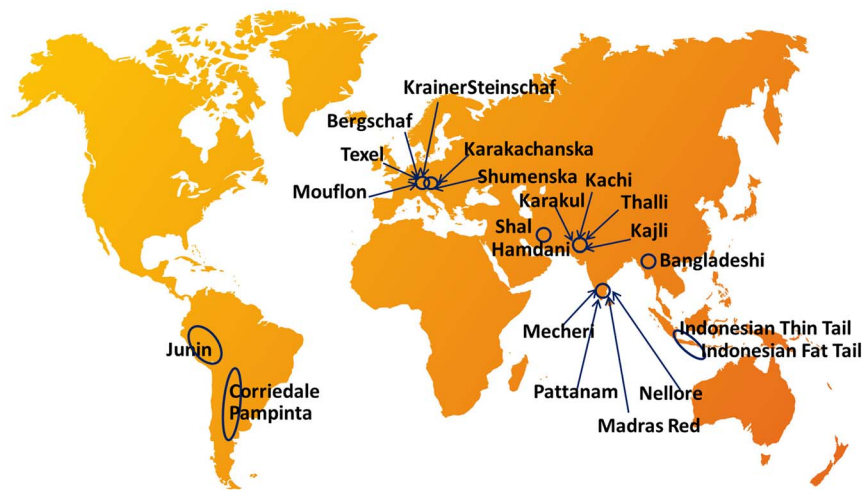 KrainerSteinschaf
Bergschaf
Texel
Karakachanska
Mouflon
Shumenska
Kachi
Karakul
Thalli
Shal
Kajli
Hamdani
Bangladeshi
Mecheri
Indonesian Thin Tail
Junin
Indonesian Fat Tail
Corriedale
Pampinta
Pattanam
Nellore
Madras Red